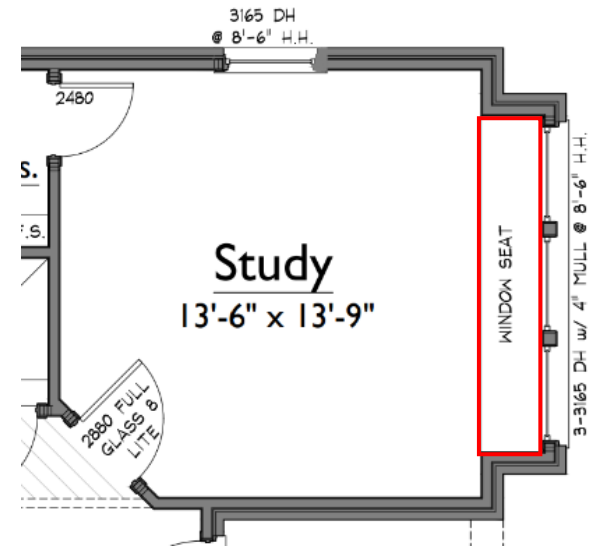 3165 DH
@ 8'-6" H.H.
2480
S.
F.S.
Study
13'-6" x 13'-9"
WINDOW SEAT
3-3165 DH w/ 4" MULL @ 8'-6" H.H.
2880 FULL
GLASS 8
LITE